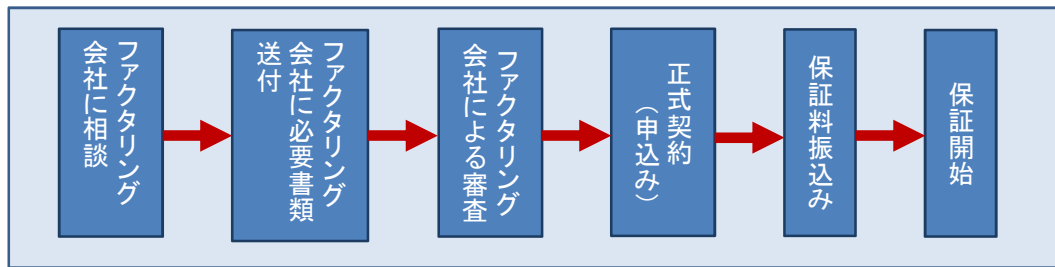 ファクタリング
会社に相談
ファクタリング
会社に必要書類
送付
ファクタリング
会社による審査
正式契約
（申込み）
保証料振込み
保証開始